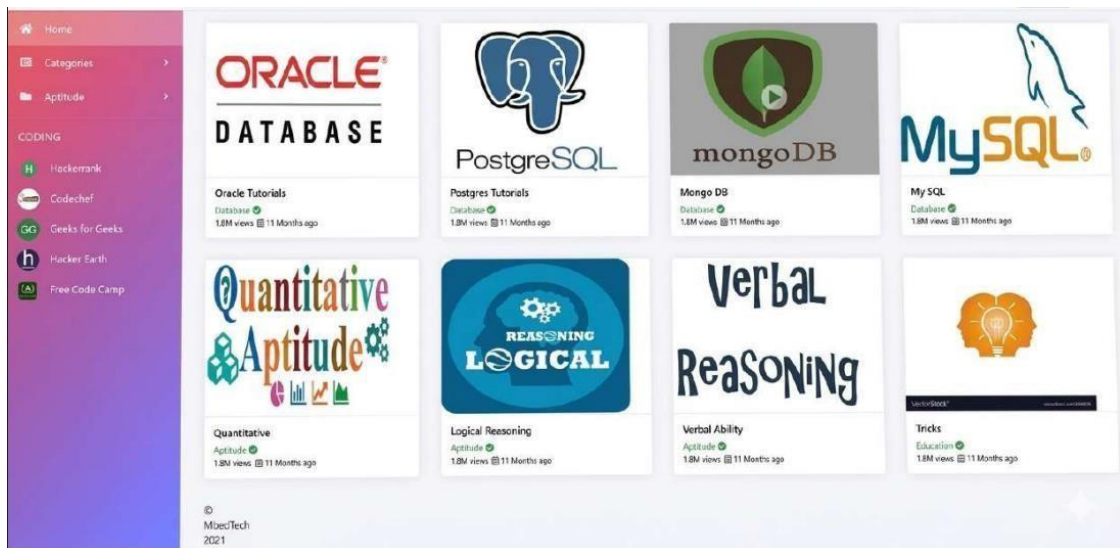 Home
Categories
Aptitude
CODING
H Hackerrank
Codechef
GG Geeks for Geeks
h Hacker Earth
(A) Free Code Camp
ORACLE®
DATABASE
Oracle Tutorials
Database
1.8M views 11 Months ago
PostgreSQL
Postgres Tutorials
Database
1.8M views 11 Months ago
mongoDB
Mongo DB
Database
1.8M views 11 Months ago
MySQL®
My SQL
Database
1.8M views 11 Months ago
Quantitative
Aptitude
Quantitative
Aptitude
1.8M views 11 Months ago
REASONING
LOGICAL
Logical Reasoning
Aptitude
1.8M views 11 Months ago
Verbal
Reasoning
Verbal Ability
Aptitude
1.8M views 11 Months ago
VectorStock®
Tricks
Education
1.8M views 11 Months ago
©
MbedTech
2021